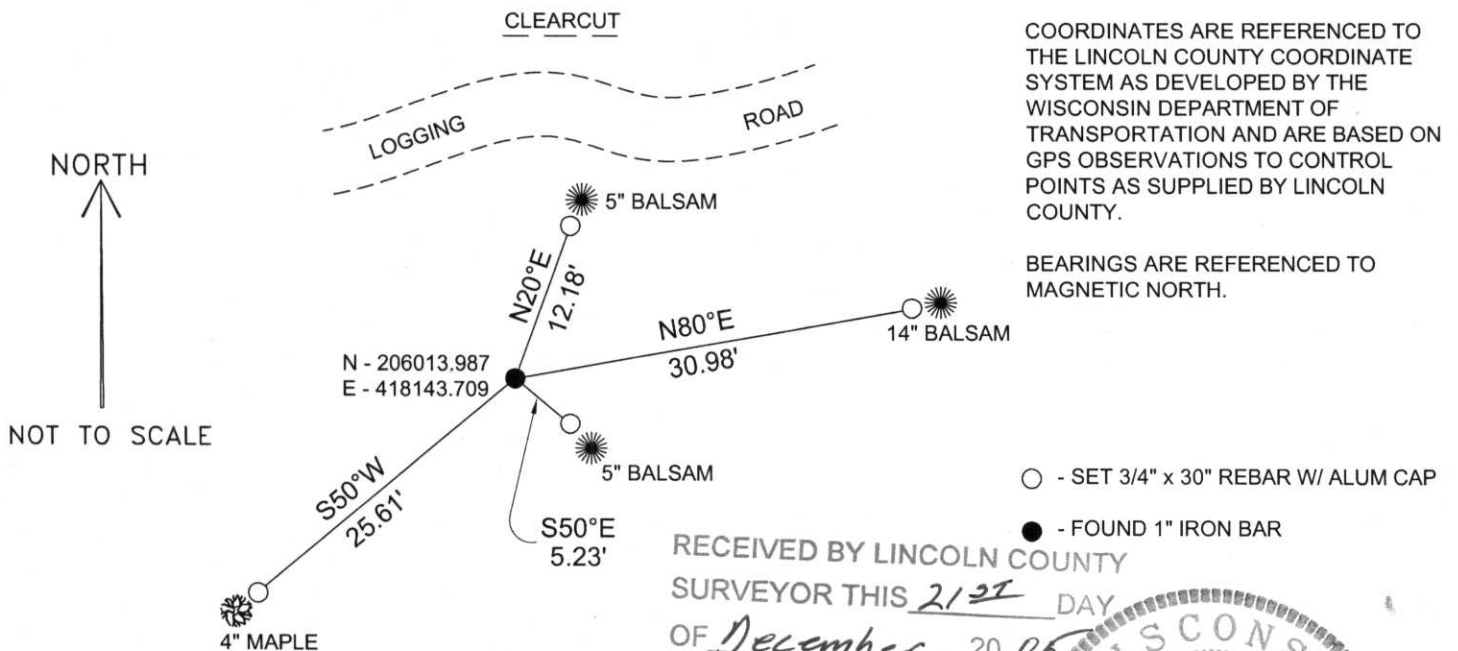 CLEARCUT
LOGGING ROAD
NORTH
NOT TO SCALE
COORDINATES ARE REFERENCED TO
THE LINCOLN COUNTY COORDINATE
SYSTEM AS DEVELOPED BY THE
WISCONSIN DEPARTMENT OF
TRANSPORTATION AND ARE BASED ON
GPS OBSERVATIONS TO CONTROL
POINTS AS SUPPLIED BY LINCOLN
COUNTY.
BEARINGS ARE REFERENCED TO
MAGNETIC NORTH.
5" BALSAM
N20°E
12.18'
N80°E
30.98'
14" BALSAM
N - 206013.987
E - 418143.709
5" BALSAM
S50°E
5.23'
S50°W
25.61'
4" MAPLE
- SET 3/4" x 30" REBAR W/ ALUM CAP
- FOUND 1" IRON BAR
RECEIVED BY LINCOLN COUNTY
SURVEYOR THIS 21st DAY
OF December 20